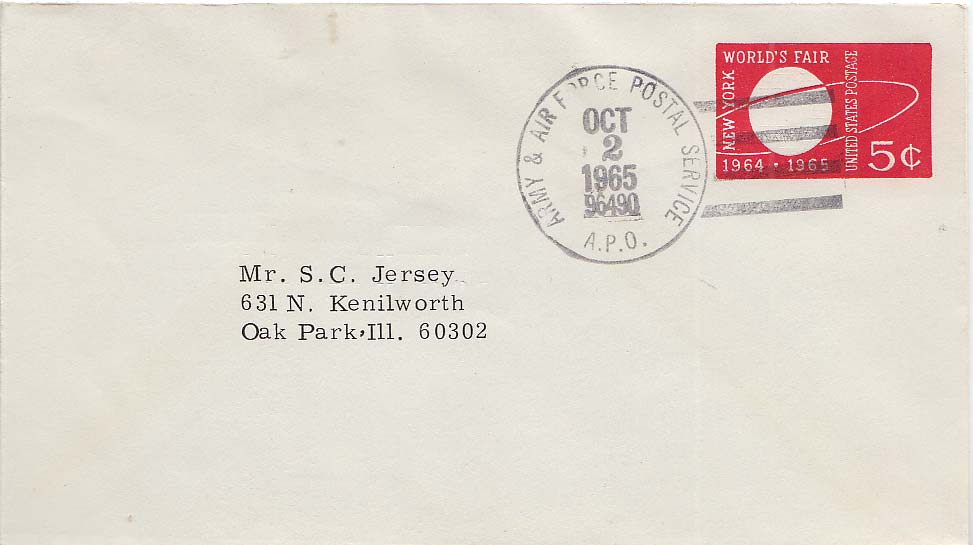 WORLD'S FAIR
NEW YORK
UNITED STATES POSTAGE
1964 · 1965
5¢
ARMY & AIR FORCE POSTAL SERVICE
OCT
2
1965
96490
A.P.O.
Mr. S.C. Jersey
631 N. Kenilworth
Oak Park,Ill. 60302